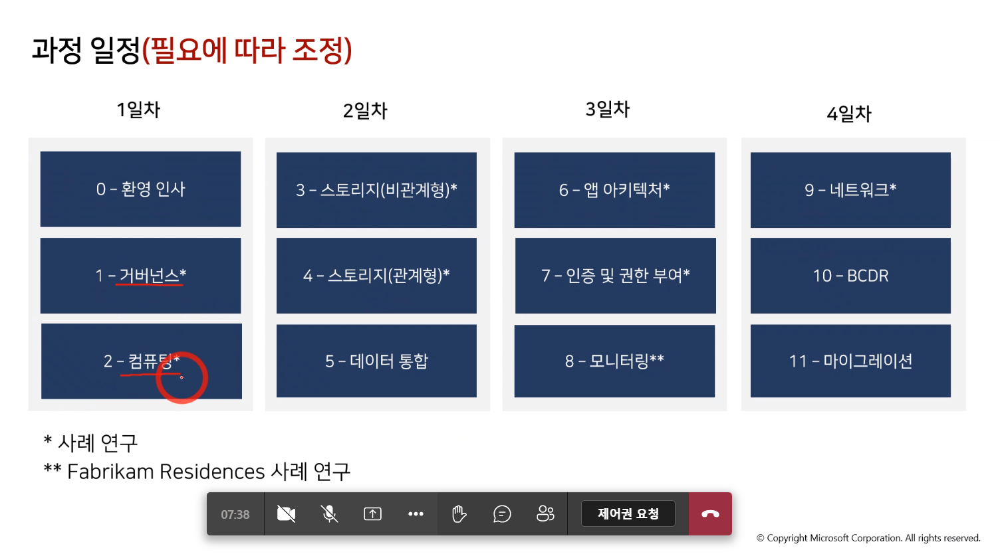 과정 일정(필요에 따라 조정)
1일차
0 – 환영 인사
1 – 거버넌스*
2 – 컴퓨팅*
2일차
3 – 스토리지(비관계형)*
4 – 스토리지(관계형)*
5 – 데이터 통합
3일차
6 – 앱 아키텍처*
7 – 인증 및 권한 부여*
8 – 모니터링**
4일차
9 – 네트워크*
10 – BCDR
11 – 마이그레이션
* 사례 연구
** Fabrikam Residences 사례 연구
07:38
제어권 요청
© Copyright Microsoft Corporation. All rights reserved.